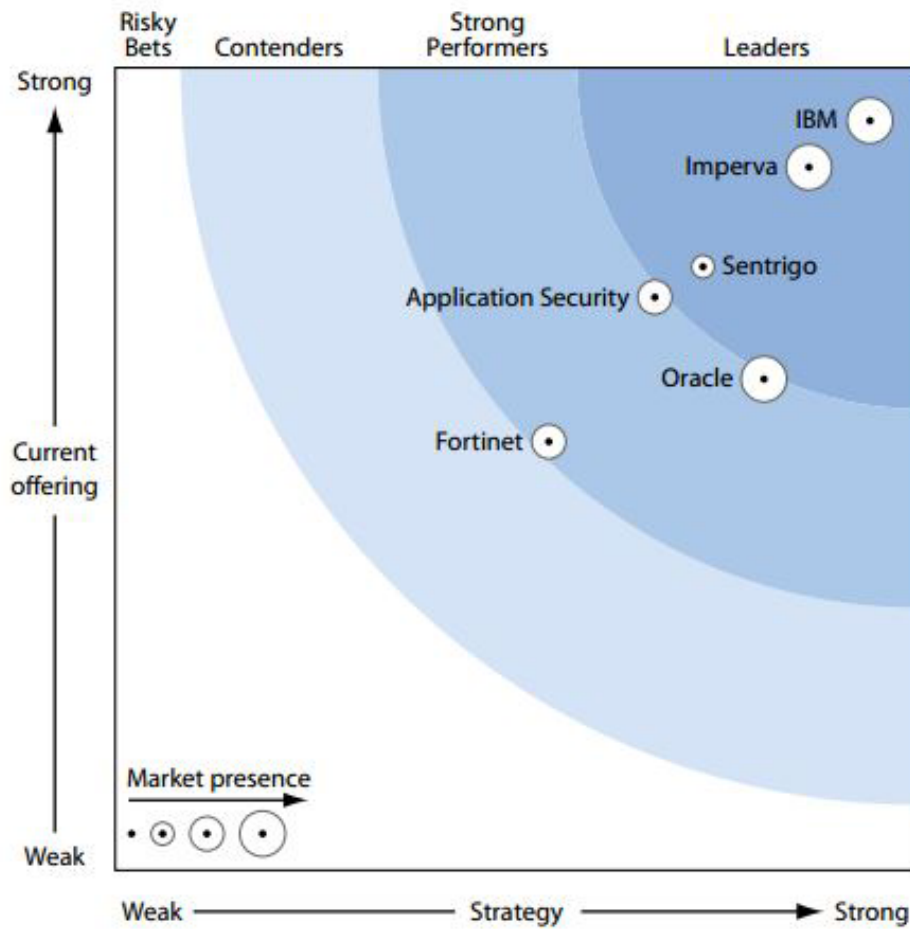 Risky
Bets
Contenders
Strong
Performers
Leaders
Strong
IBM
Imperva
Sentrigo
Application Security
Oracle
Fortinet
Current
offering
Market presence
Weak
Weak
Strategy
Strong